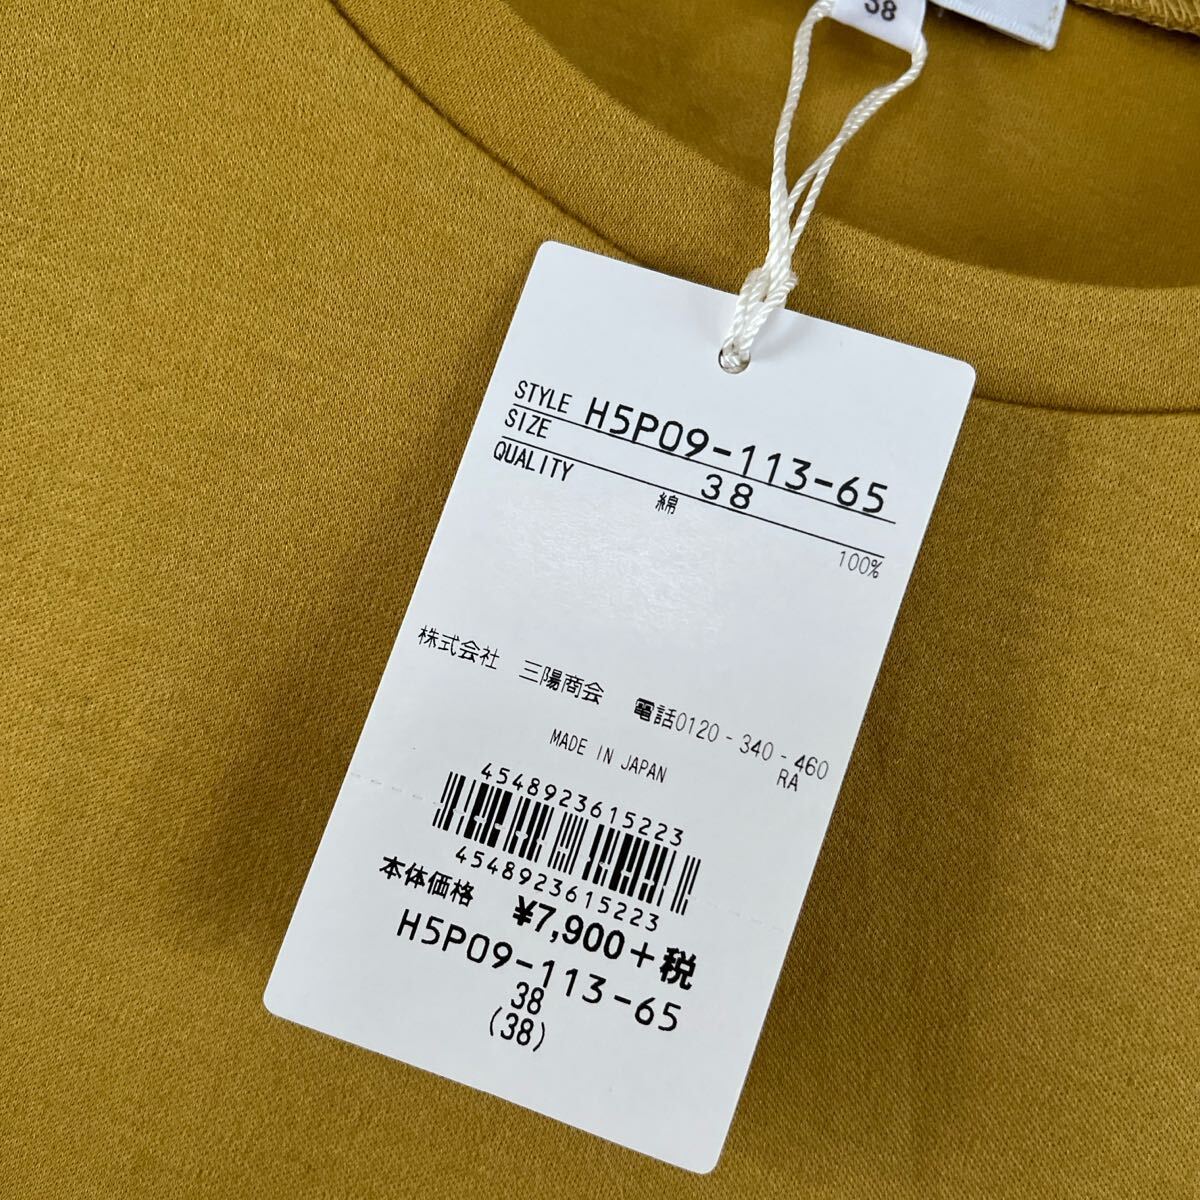 38
STYLE H5P09-113-65
SIZE 38
QUALITY
綿 100%
株式会社 三陽商会 電話0120-340-460
MADE IN JAPAN RA
4548923615223
4548923615223
本体価格 ¥7,900+税
H5P09-113-65
38
(38)